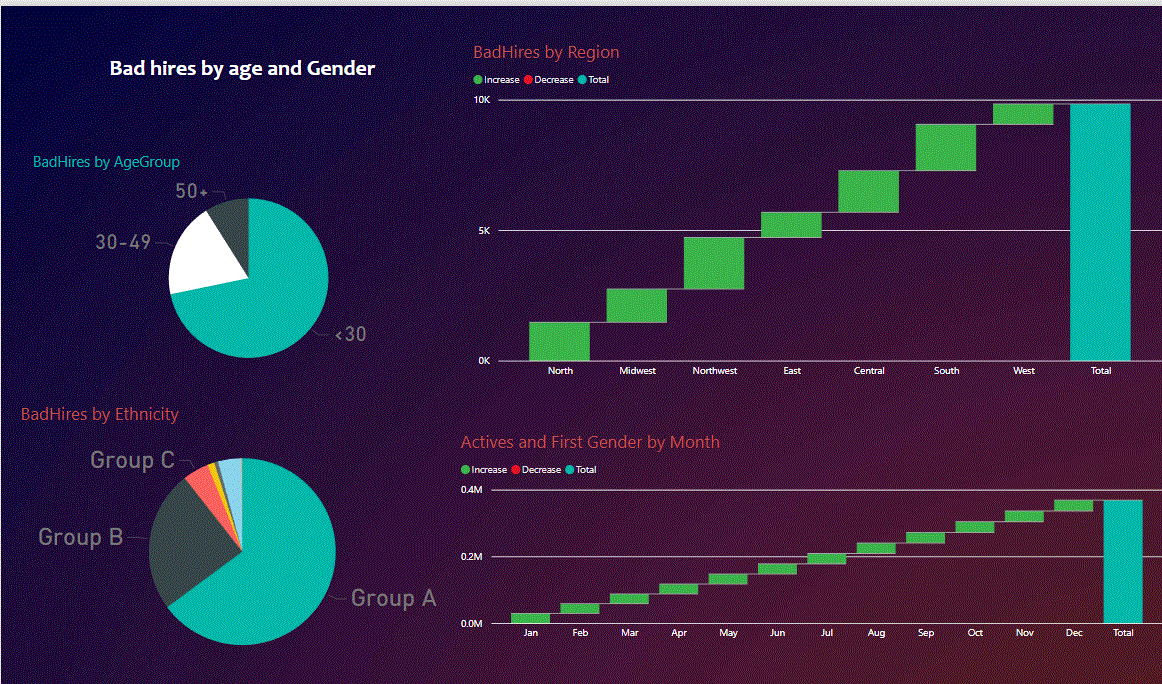 Bad hires by age and Gender
BadHires by AgeGroup
50+
30-49
<30
BadHires by Ethnicity
Group C
Group B
Group A
BadHires by Region
Increase Decrease Total
10K
5K
0K
North Midwest Northwest East Central South West Total
Actives and First Gender by Month
Increase Decrease Total
0.4M
0.2M
0.0M
Jan Feb Mar Apr May Jun Jul Aug Sep Oct Nov Dec Total